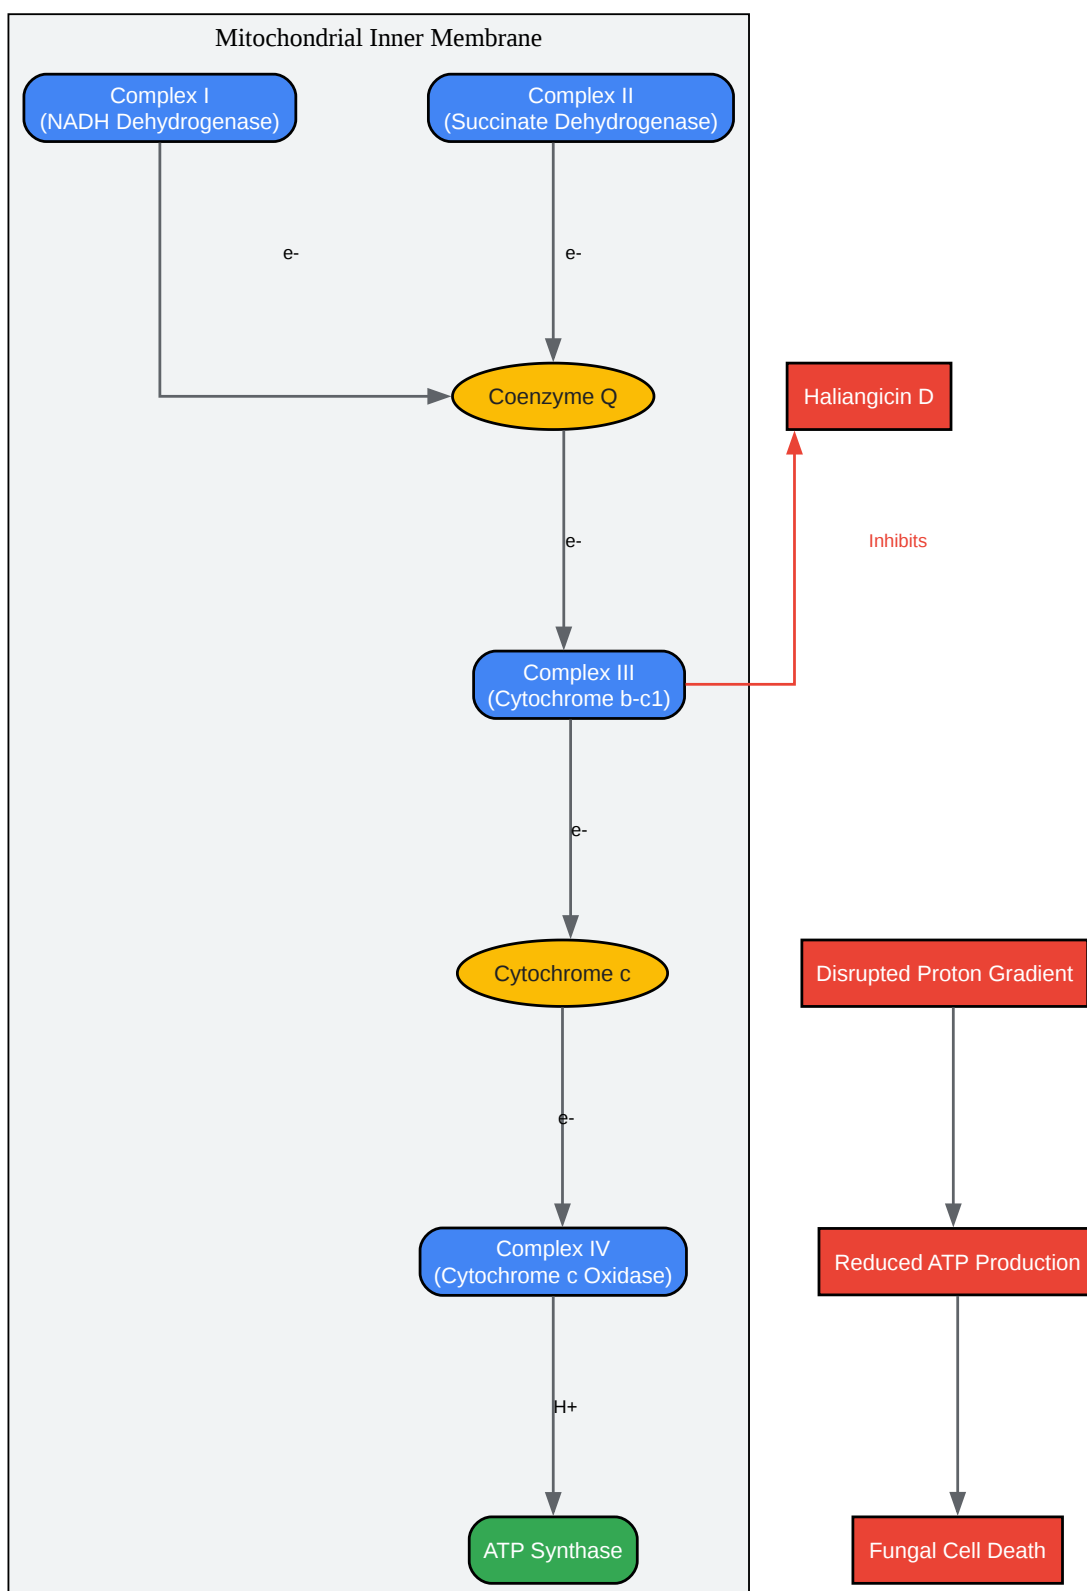 Mitochondrial Inner Membrane
Complex I
(NADH Dehydrogenase)
Complex II
(Succinate Dehydrogenase)
e-
e-
Coenzyme Q
Haliangicin D
e-
Inhibits
Complex III
(Cytochrome b-c1)
e-
Cytochrome c
Disrupted Proton Gradient
e-
Complex IV
(Cytochrome c Oxidase)
Reduced ATP Production
H+
ATP Synthase
Fungal Cell Death